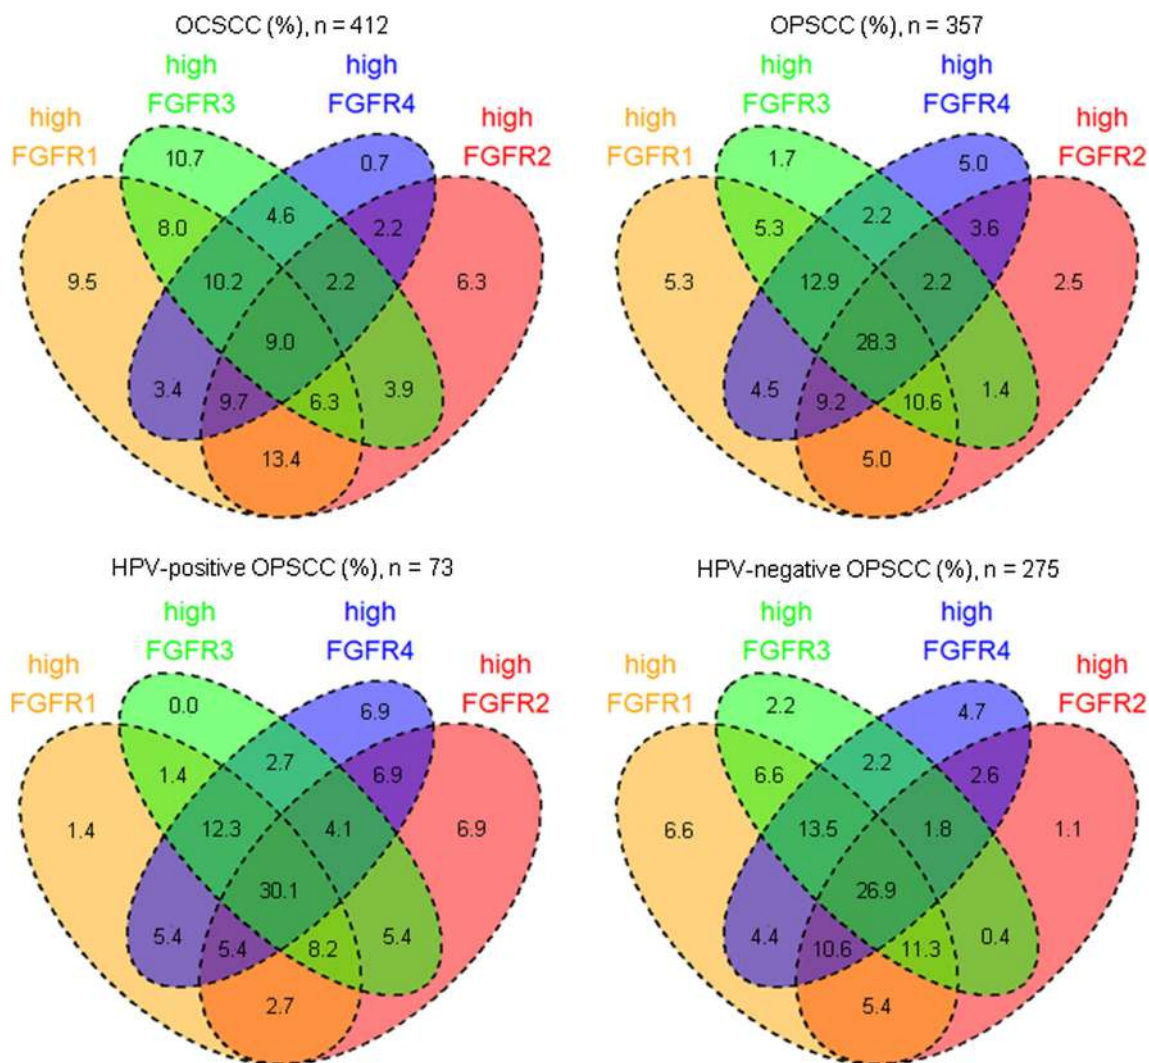 OCSCC (%), n = 412
high
FGFR3
high
FGFR4
high
FGFR1
high
FGFR2
10.7
0.7
8.0
4.6
2.2
9.5
10.2
2.2
6.3
9.0
3.4
9.7
6.3
3.9
13.4
OPSCC (%), n = 357
high
FGFR3
high
FGFR4
high
FGFR1
high
FGFR2
1.7
5.0
5.3
2.2
3.6
5.3
12.9
2.2
2.5
28.3
4.5
9.2
10.6
1.4
5.0
HPV-positive OPSCC (%), n = 73
high
FGFR3
high
FGFR4
high
FGFR1
high
FGFR2
0.0
6.9
1.4
2.7
6.9
1.4
12.3
4.1
6.9
30.1
5.4
5.4
8.2
5.4
2.7
HPV-negative OPSCC (%), n = 275
high
FGFR3
high
FGFR4
high
FGFR1
high
FGFR2
2.2
4.7
6.6
2.2
2.6
6.6
13.5
1.8
1.1
26.9
4.4
10.6
11.3
0.4
5.4